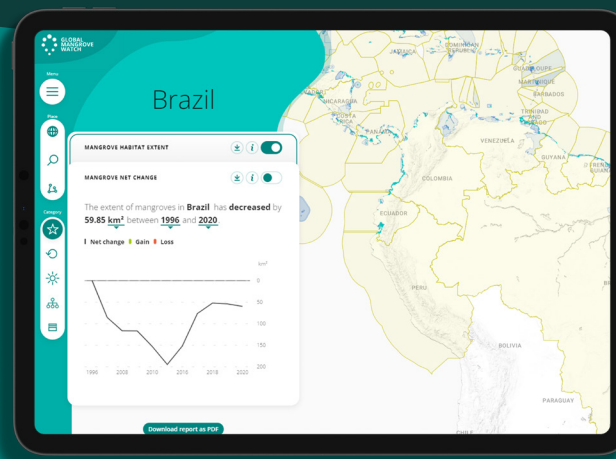 GLOBAL
MANGROVE
WATCH
Menu
Place
Category
Brazil
MANGROVE HABITAT EXTENT
MANGROVE NET CHANGE
The extent of mangroves in Brazil has decreased by
59.85 km² between 1996 and 2020.
Net change Gain Loss
km²
0
50
100
150
200
1996 2008 2010 2016 2018 2020
Download report as PDF
JAMAICA
DOMINICAN
REPUBLIC
GUADELOUPE
MARTINIQUE
BARBADOS
NICARAGUA
COSTA
RICA
PANAMA
TRINIDAD
AND
TOBAGO
VENEZUELA
GUYANA
COLOMBIA
ECUADOR
PERU
BOLIVIA
PARAGUAY
CHILE